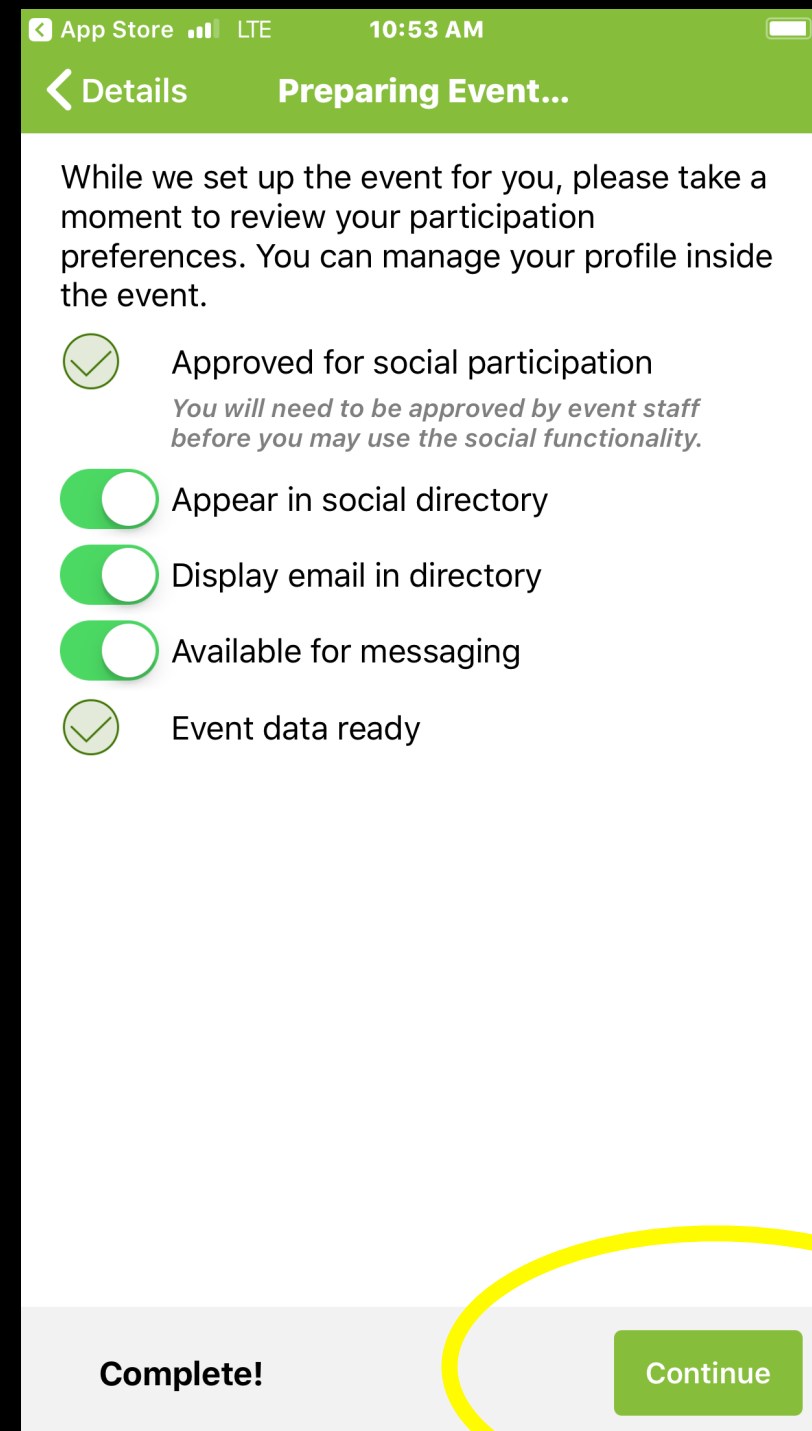 App Store LTE 10:53 AM
Details Preparing Event...
While we set up the event for you, please take a
moment to review your participation
preferences. You can manage your profile inside
the event.
Approved for social participation
You will need to be approved by event staff
before you may use the social functionality.
Appear in social directory
Display email in directory
Available for messaging
Event data ready
Complete! Continue